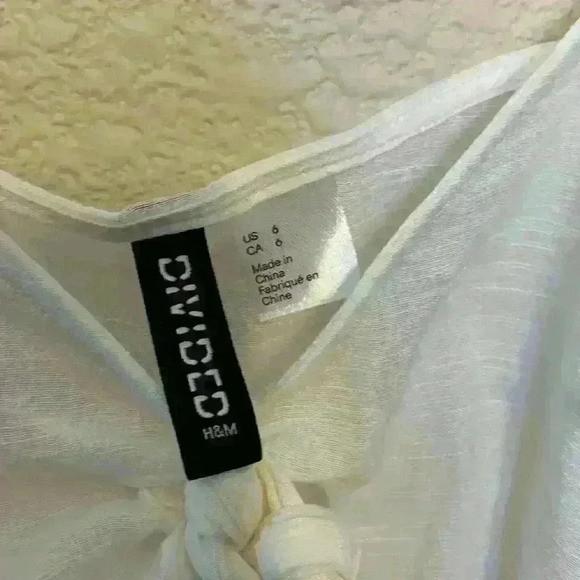 DIVIDED
H&M
US 6
CA 6
Made in
China
Fabriqué en
Chine